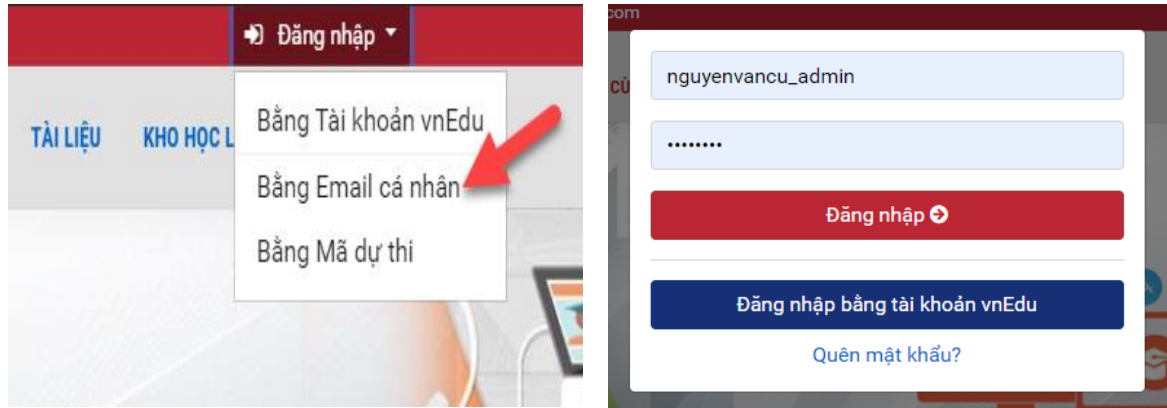 Đăng nhập
Bằng Tài khoản vnEdu
TÀI LIỆU
KHO HỌC L
Bằng Email cá nhân
Bằng Mã dự thi
com
nguyenvancu_admin
CÙ
••••••••
Đăng nhập
Đăng nhập bằng tài khoản vnEdu
Quên mật khẩu?